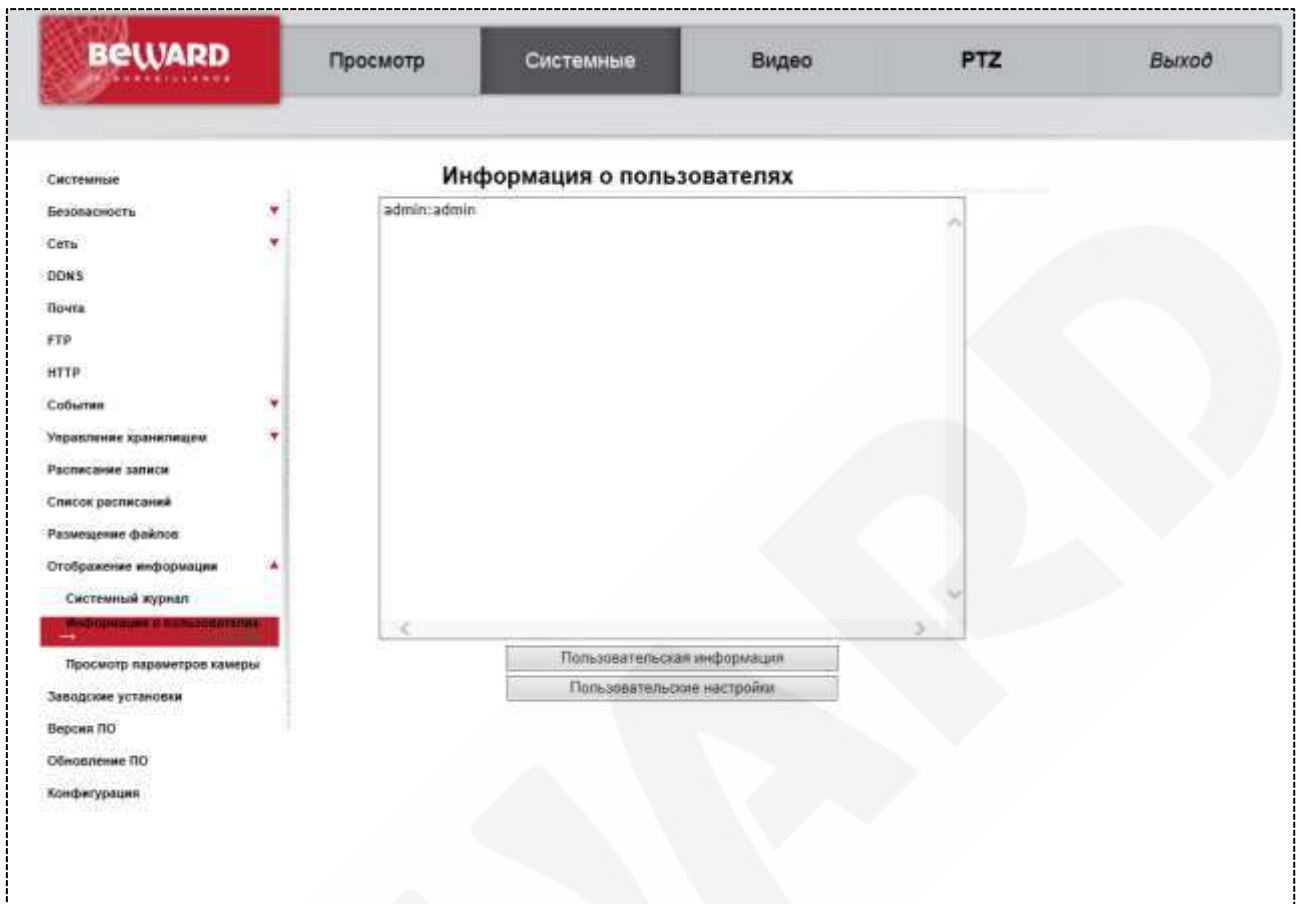 BEWARD
IP SURVEILLANCE
Просмотр
Системные
Видео
PTZ
Выход
Системные
Безопасность
Сеть
DDNS
Почта
FTP
HTTP
События
Управление хранилищем
Расписание записи
Список расписаний
Размещение файлов
Отображение информации
Системный журнал
Информация о пользователях
Просмотр параметров камеры
Заводские установки
Версия ПО
Обновление ПО
Конфигурация
Информация о пользователях
admin::admin
Пользовательская информация
Пользовательские настройки